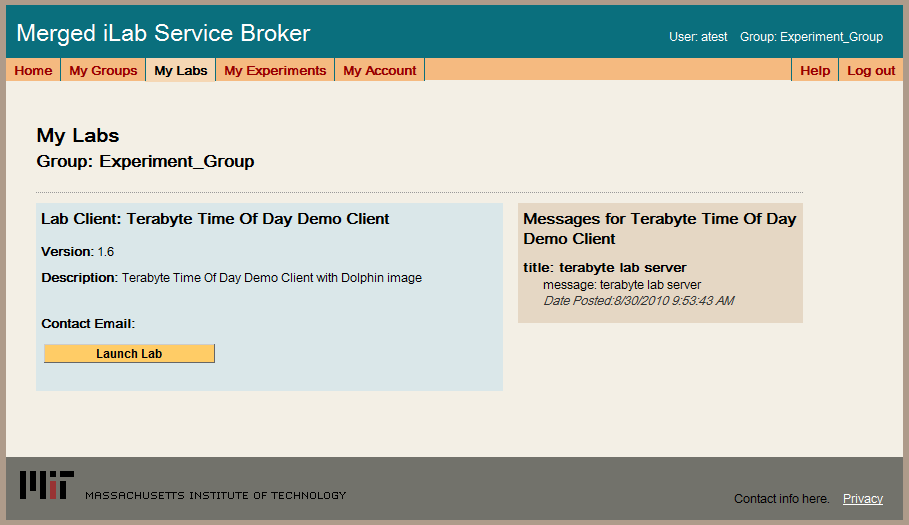 Merged iLab Service Broker
User: atest Group: Experiment_Group
Home My Groups My Labs My Experiments My Account Help Log out
My Labs
Group: Experiment_Group
Lab Client: Terabyte Time Of Day Demo Client
Version: 1.6
Description: Terabyte Time Of Day Demo Client with Dolphin image
Contact Email:
Launch Lab
Messages for Terabyte Time Of Day
Demo Client
title: terabyte lab server
message: terabyte lab server
Date Posted:8/30/2010 9:53:43 AM
MIT MASSACHUSETTS INSTITUTE OF TECHNOLOGY
Contact info here. Privacy